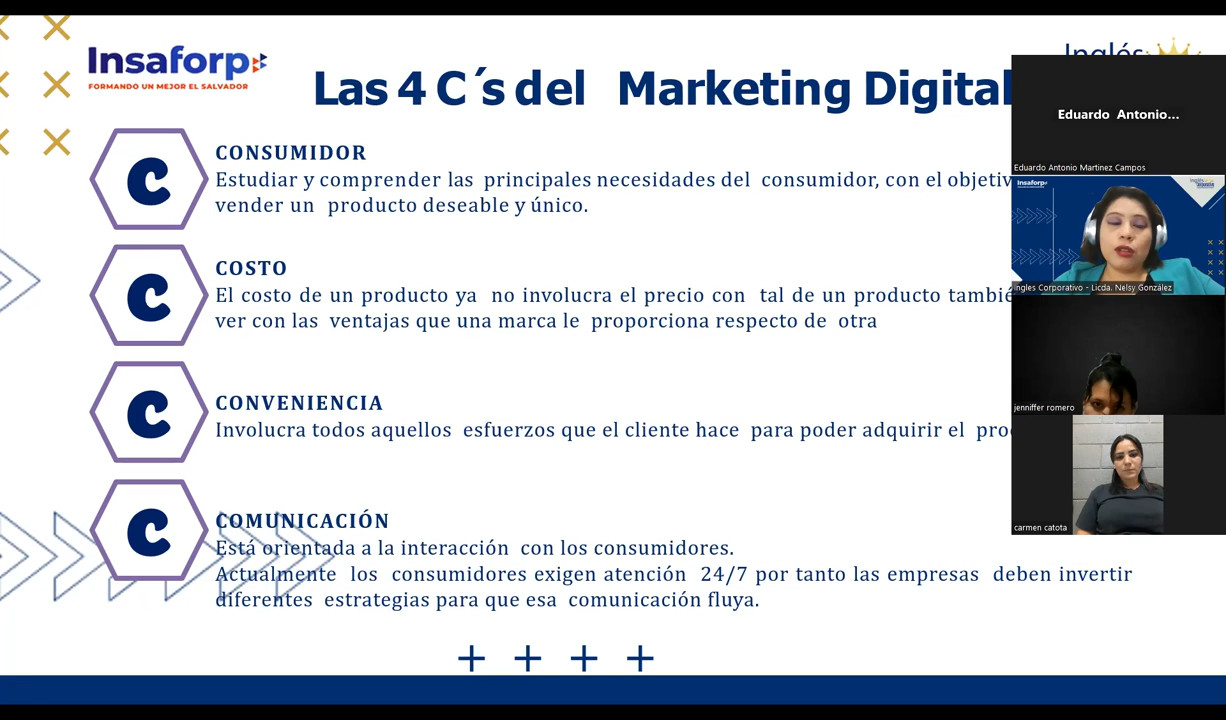 Insaforp
FORMANDO UN MEJOR EL SALVADOR
Inglés
Las 4 C´s del Marketing Digital
C
CONSUMIDOR
Estudiar y comprender las principales necesidades del consumidor, con el objetiv
vender un producto deseable y único.
C
COSTO
El costo de un producto ya no involucra el precio con tal de un producto tambié
ver con las ventajas que una marca le proporciona respecto de otra
C
CONVENIENCIA
Involucra todos aquellos esfuerzos que el cliente hace para poder adquirir el pro
C
COMUNICACIÓN
Está orientada a la interacción con los consumidores.
Actualmente los consumidores exigen atención 24/7 por tanto las empresas deben invertir
diferentes estrategias para que esa comunicación fluya.
Eduardo Antonio...
Eduardo Antonio Martinez Campos
Insaforp
Inglés
Ingles Corporativo - Licda. Nelsy González
jenniffer romero
carmen catota